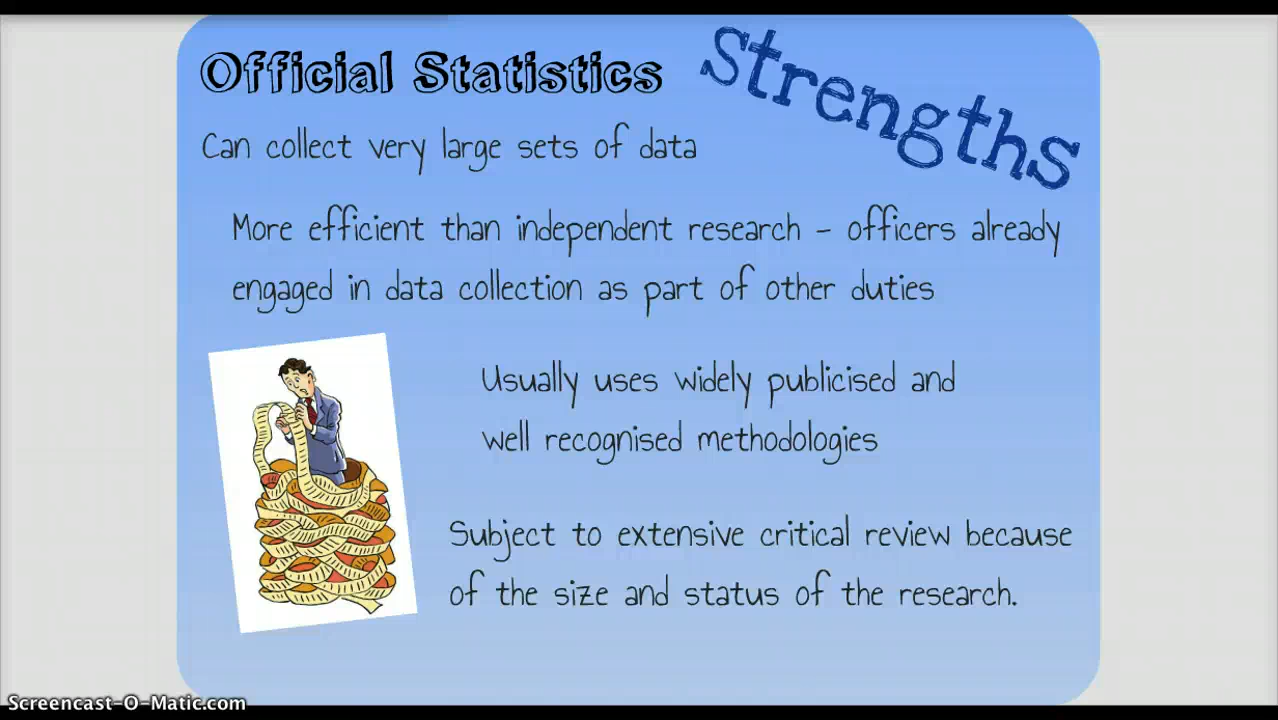 Official Statistics
Strengths
Can collect very large sets of data
More efficient than independent research - officers already
engaged in data collection as part of other duties
Usually uses widely publicised and
well recognised methodologies
Subject to extensive critical review because
of the size and status of the research.
Screencast-O-Matic.com